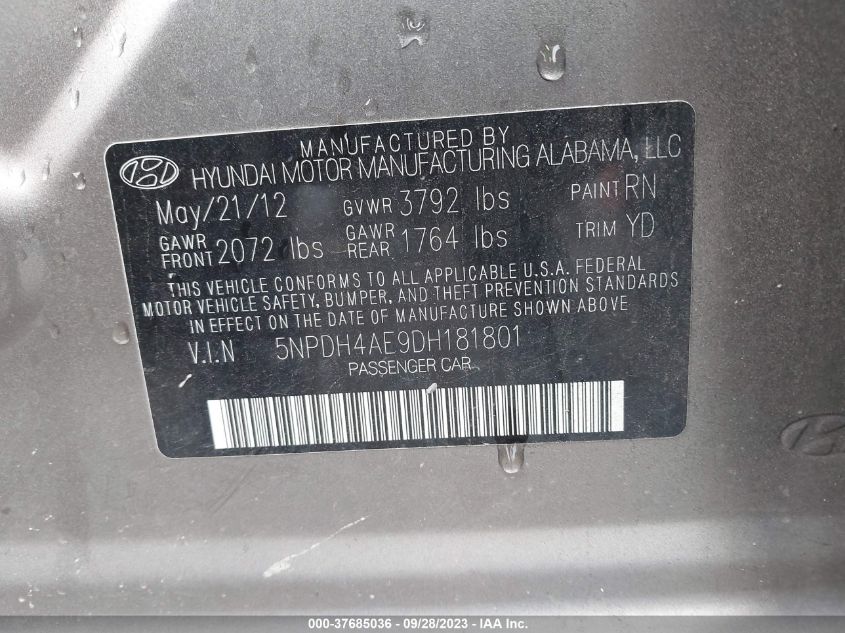 MANUFACTURED BY
HYUNDAI MOTOR MANUFACTURING ALABAMA, LLC
May/21/12 GVWR 3792 lbs PAINT RN
GAWR FRONT 2072 lbs GAWR REAR 1764 lbs TRIM YD
THIS VEHICLE CONFORMS TO ALL APPLICABLE U.S.A. FEDERAL
MOTOR VEHICLE SAFETY, BUMPER, AND THEFT PREVENTION STANDARDS
IN EFFECT ON THE DATE OF MANUFACTURE SHOWN ABOVE
V.I.N 5NPDH4AE9DH181801
PASSENGER CAR
000-37685036 - 09/28/2023 - IAA Inc.